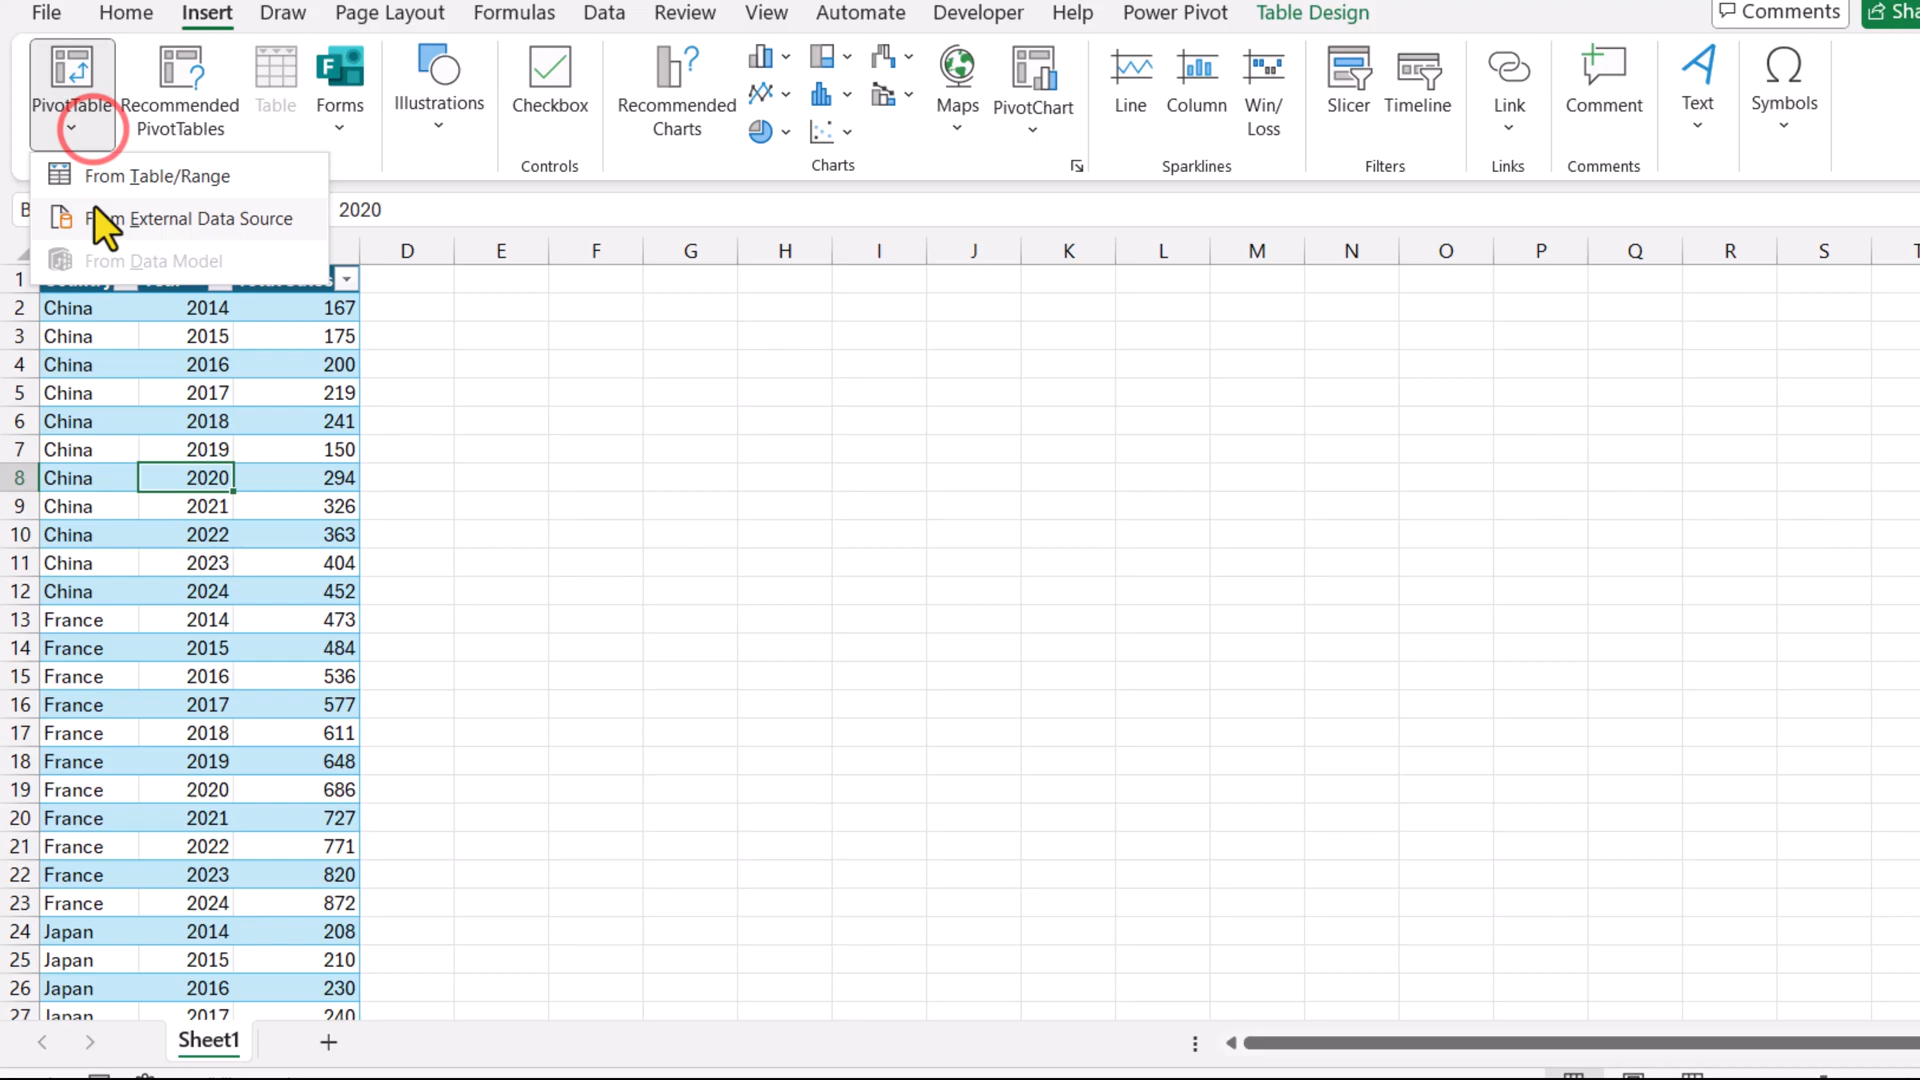 File Home Insert Draw Page Layout Formulas Data Review View Automate Developer Help Power Pivot Table Design Comments
PivotTable Recommended PivotTables Table Forms Illustrations Checkbox Recommended Charts Maps PivotChart Line Column Win/Loss Slicer Timeline Link Comment Text Symbols
Controls Charts Sparklines Filters Links Comments
From Table/Range
From External Data Source
From Data Model
2020
D E F G H I J K L M N O P Q R S
1
2 China 2014 167
3 China 2015 175
4 China 2016 200
5 China 2017 219
6 China 2018 241
7 China 2019 150
8 China 2020 294
9 China 2021 326
10 China 2022 363
11 China 2023 404
12 China 2024 452
13 France 2014 473
14 France 2015 484
15 France 2016 536
16 France 2017 577
17 France 2018 611
18 France 2019 648
19 France 2020 686
20 France 2021 727
21 France 2022 771
22 France 2023 820
23 France 2024 872
24 Japan 2014 208
25 Japan 2015 210
26 Japan 2016 230
27 Japan 2017 240
Sheet1